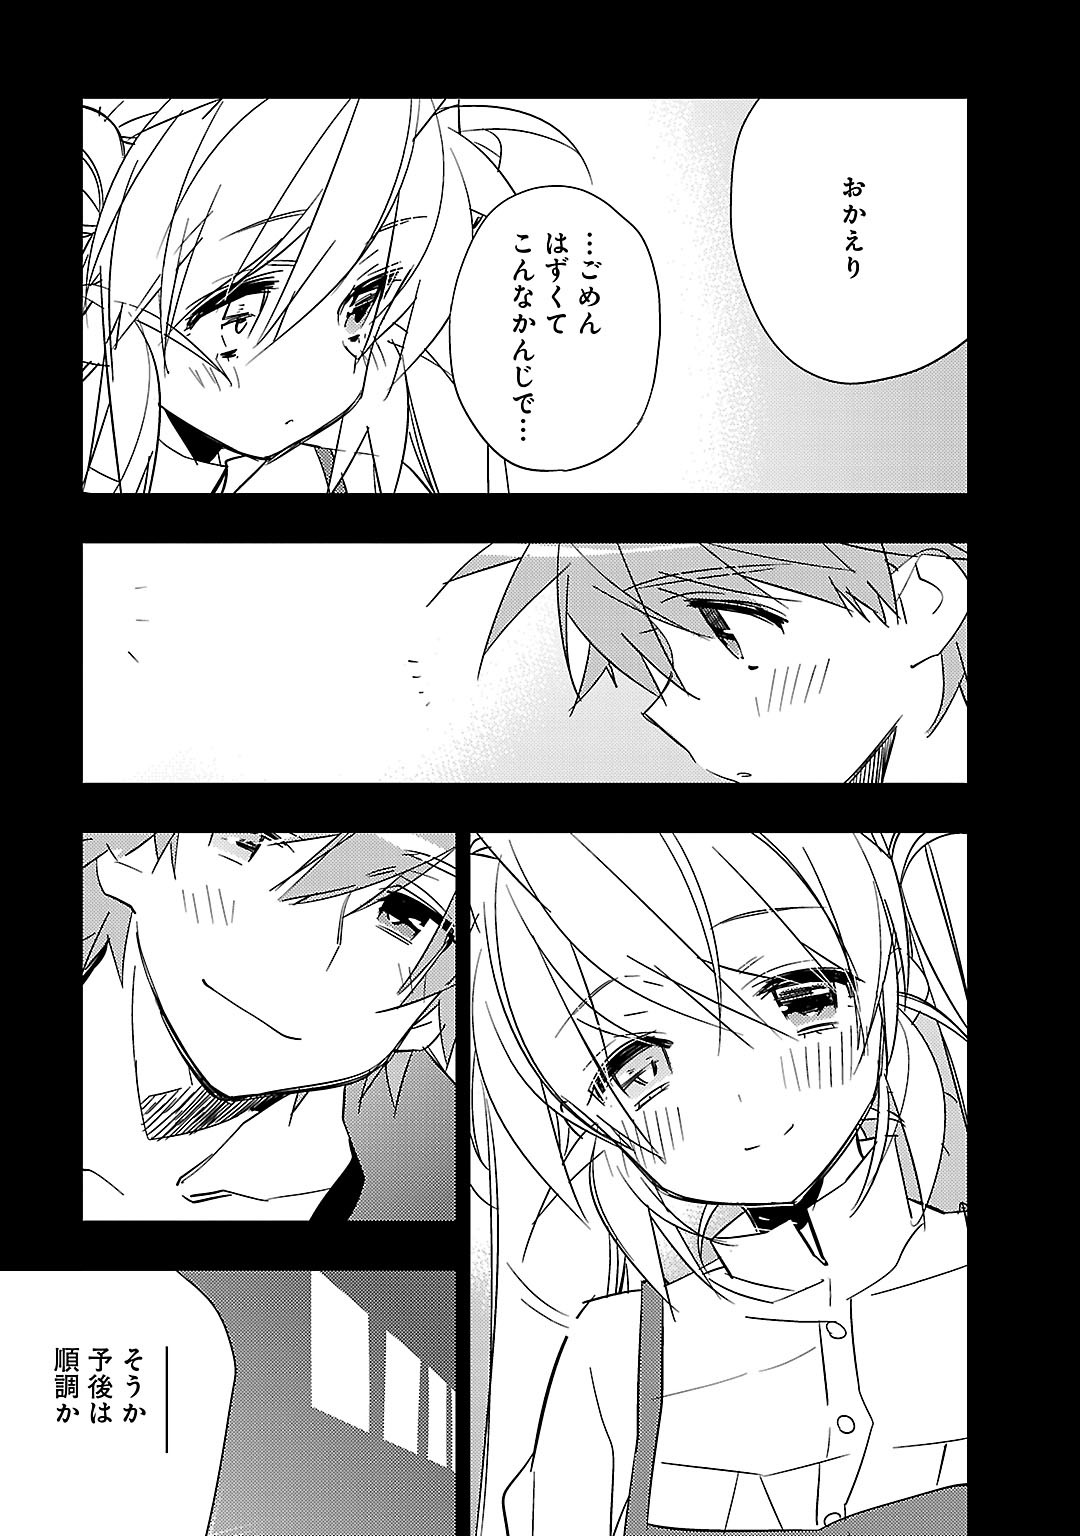 おかえり
…ごめん
はずくて
こんなかんじで…
そうか
予後は
順調か